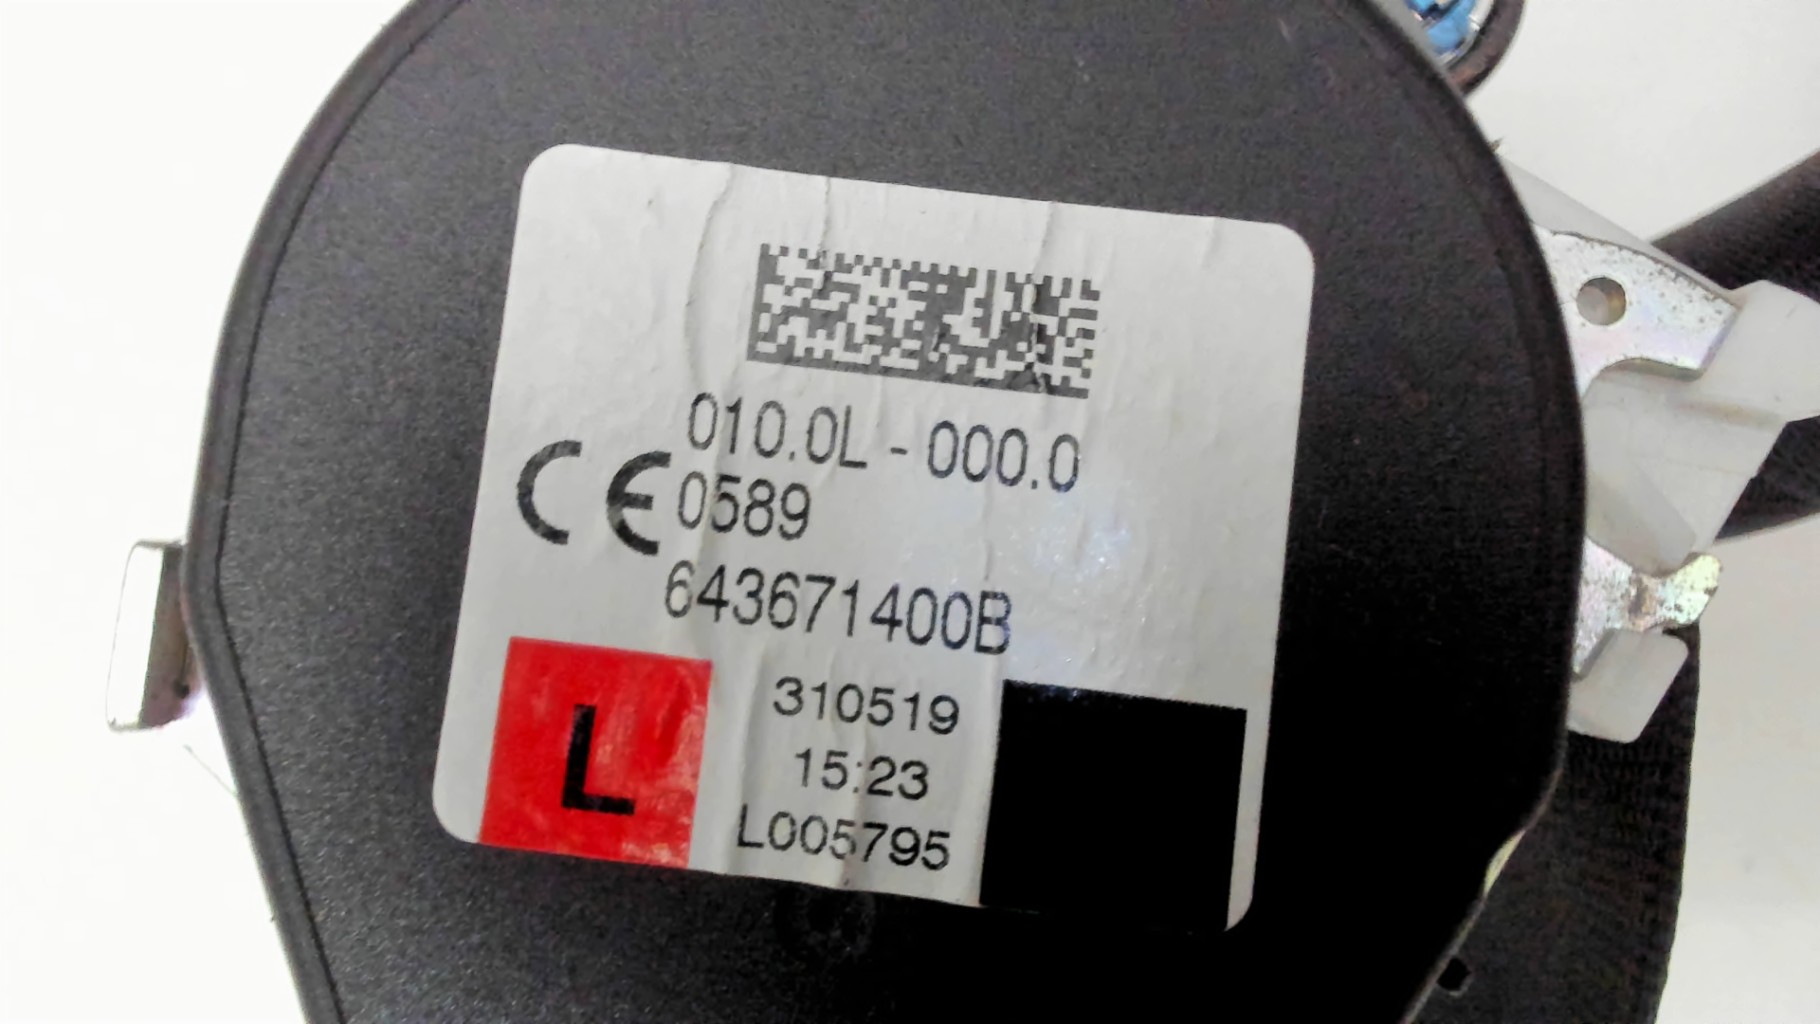 010.0L - 000.0
CE 0589
643671400B
L
310519
15:23
L005795